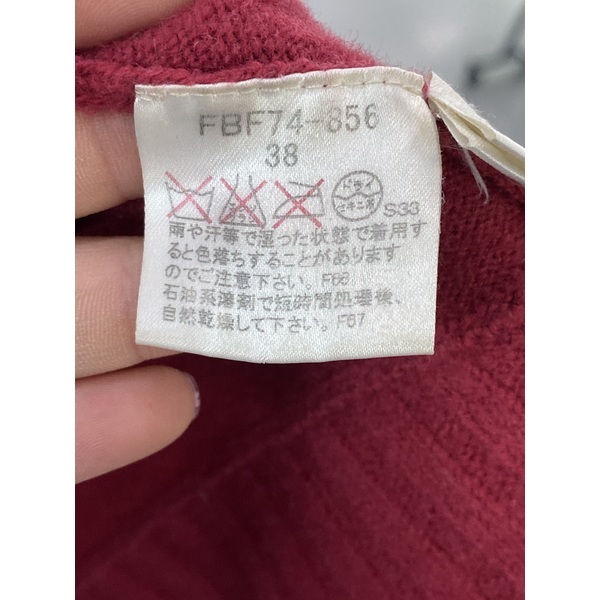 FBF74-856
38
ドライ
セキユ系
S33
雨や汗等で湿った状態で着用す
ると色落ちすることがあります
のでご注意下さい。F66
石油系溶剤で短時間処理後、
自然乾燥して下さい。F67